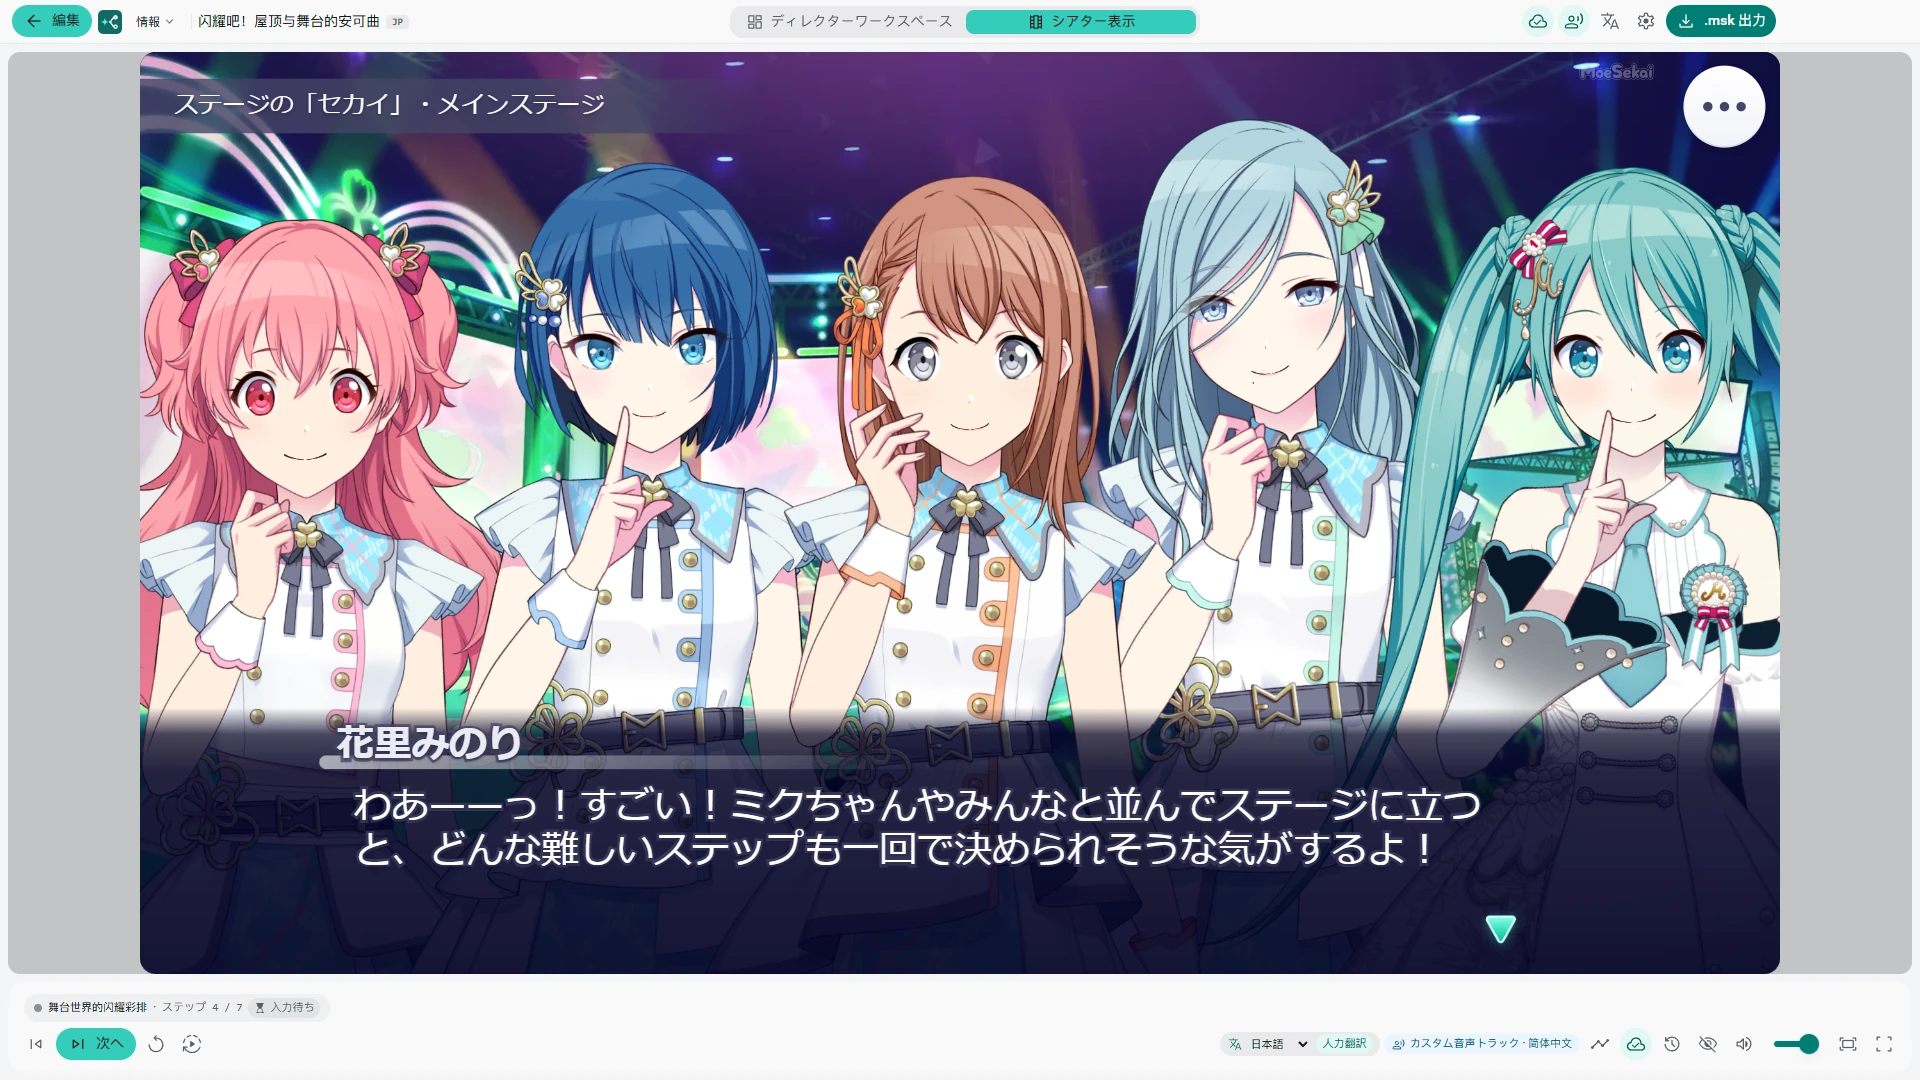 編集
情報
闪耀吧！屋顶与舞台的安可曲 JP
ディレクターワークスペース
シアター表示
.msk 出力
MoeSekai
ステージの「セカイ」・メインステージ
花里みのり
わあーーっ！すごい！ミクちゃんやみんなと並んでステージに立つ
と、どんな難しいステップも一回で決められそうな気がするよ！
舞台世界的闪耀彩排 · ステップ 4 / 7 入力待ち
次へ
日本語
人力翻訳
カスタム音声トラック · 简体中文